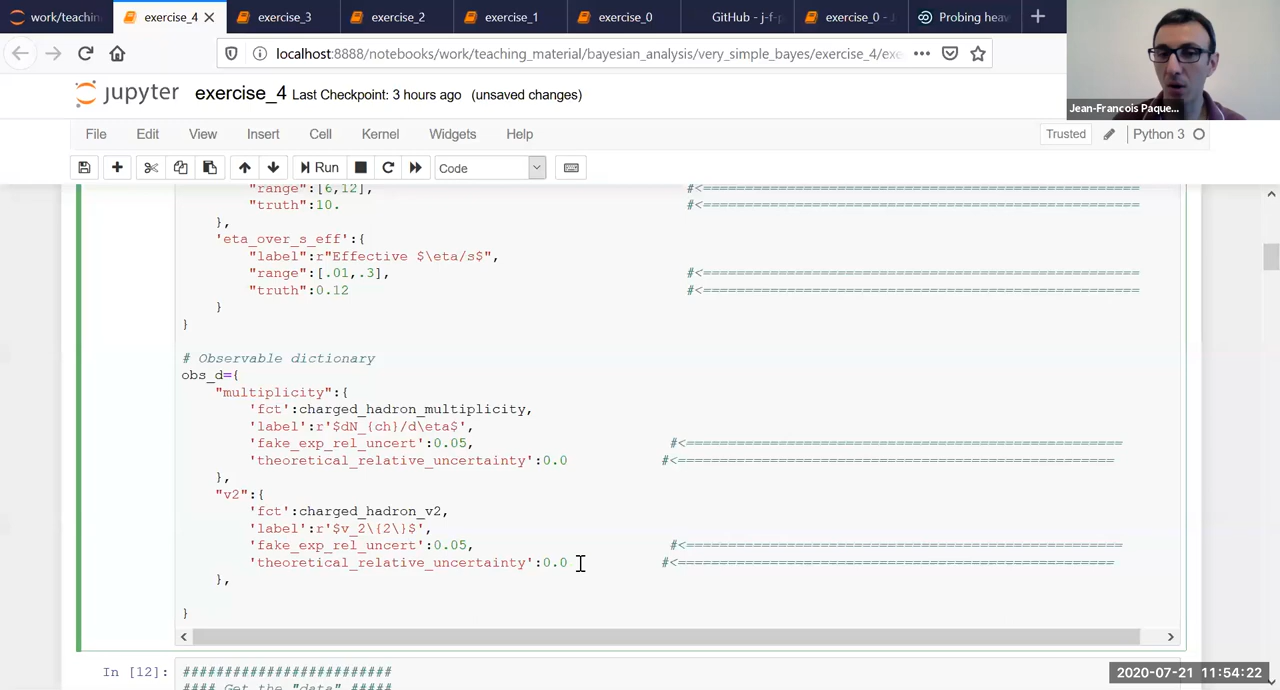 work/teachin
exercise_4
exercise_3
exercise_2
exercise_1
exercise_0
GitHub - j-f-p
exercise_0 - J
Probing heav
localhost:8888/notebooks/work/teaching_material/bayesian_analysis/very_simple_bayes/exercise_4/exe
Jean-Francois Paque...
jupyter exercise_4 Last Checkpoint: 3 hours ago (unsaved changes)
File Edit View Insert Cell Kernel Widgets Help
Trusted Python 3
Run Code
"range":[6,12], #<====================================================
"truth":10. #<====================================================
},
'eta_over_s_eff':{
"label":r"Effective $\eta/s$",
"range":[.01,.3], #<====================================================
"truth":0.12 #<====================================================
}
}
# Observable dictionary
obs_d={
"multiplicity":{
'fct':charged_hadron_multiplicity,
'label':r'$dN_{ch}/d\eta$',
'fake_exp_rel_uncert':0.05, #<====================================================
'theoretical_relative_uncertainty':0.0 #<====================================================
},
"v2":{
'fct':charged_hadron_v2,
'label':r'$v_2\{2\}$',
'fake_exp_rel_uncert':0.05, #<====================================================
'theoretical_relative_uncertainty':0.0 #<====================================================
},
}
In [12]: #########################
#### Get the "data" #####
2020-07-21 11:54:22